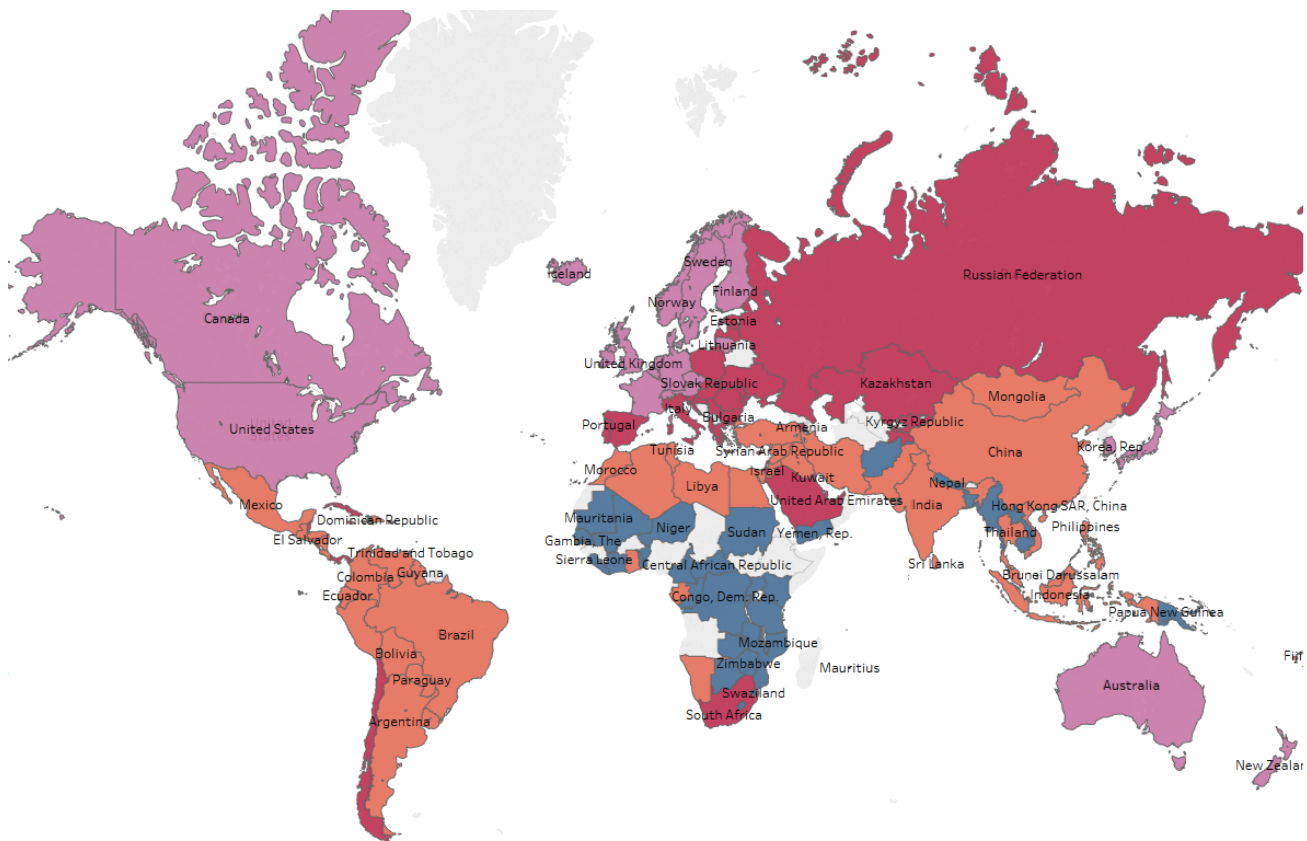 Iceland
Sweden
Finland
Norway
Russian Federation
Canada
Estonia
Lithuania
United Kingdom
Slovak Republic
Kazakhstan
Mongolia
United States
Italy
Bulgaria
Portugal
Armenia
Kyrgyz Republic
Korea, Rep.
Tunisia
Syrian Arab Republic
China
Morocco
Israel
Kuwait
Libya
Nepal
Mexico
United Arab Emirates
India
Hong Kong SAR, China
Dominican Republic
Mauritania
Niger
Sudan
Yemen, Rep.
Thailand
Philippines
El Salvador
Gambia, The
Trinidad and Tobago
Sierra Leone
Central African Republic
Sri Lanka
Colombia
Guyana
Brunei Darussalam
Ecuador
Congo, Dem. Rep.
Indonesia
Papua New Guinea
Brazil
Mozambique
Bolivia
Zimbabwe
Mauritius
Paraguay
Swaziland
Australia
Argentina
South Africa
New Zealan